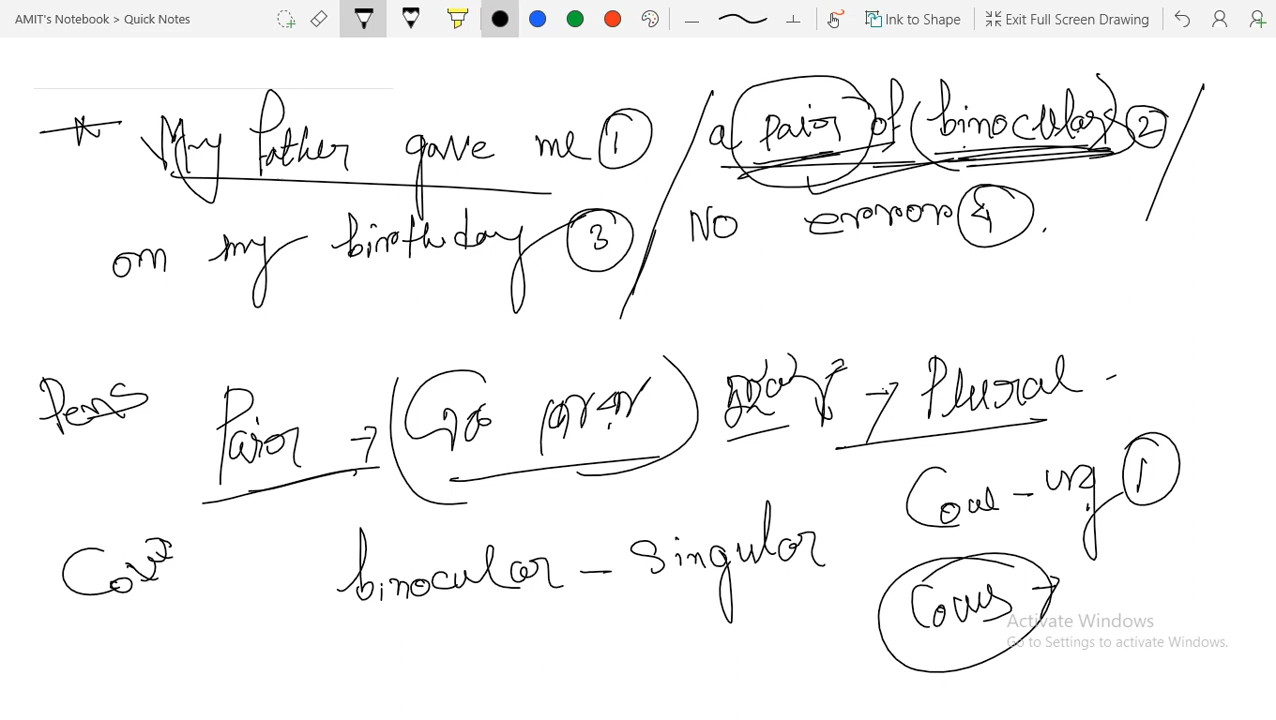 AMIT's Notebook > Quick Notes
Ink to Shape
Exit Full Screen Drawing
* My father gave me ① / a pair of (binoculars) ② /
on my birthday ③ / No error ④.
Pens
Pair → → Plural -
Cow - ①
binocular - Singular
Cows →
Activate Windows
Go to Settings to activate Windows.